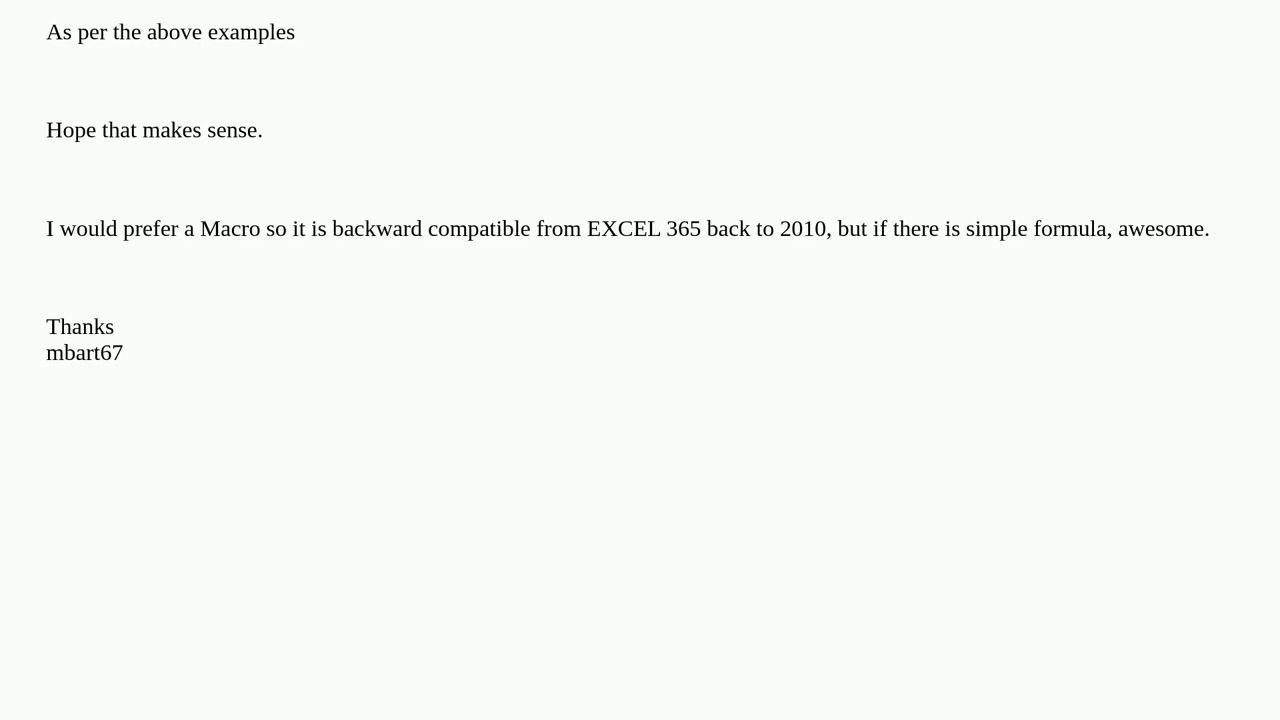 As per the above examples
Hope that makes sense.
I would prefer a Macro so it is backward compatible from EXCEL 365 back to 2010, but if there is simple formula, awesome.
Thanks
mbart67